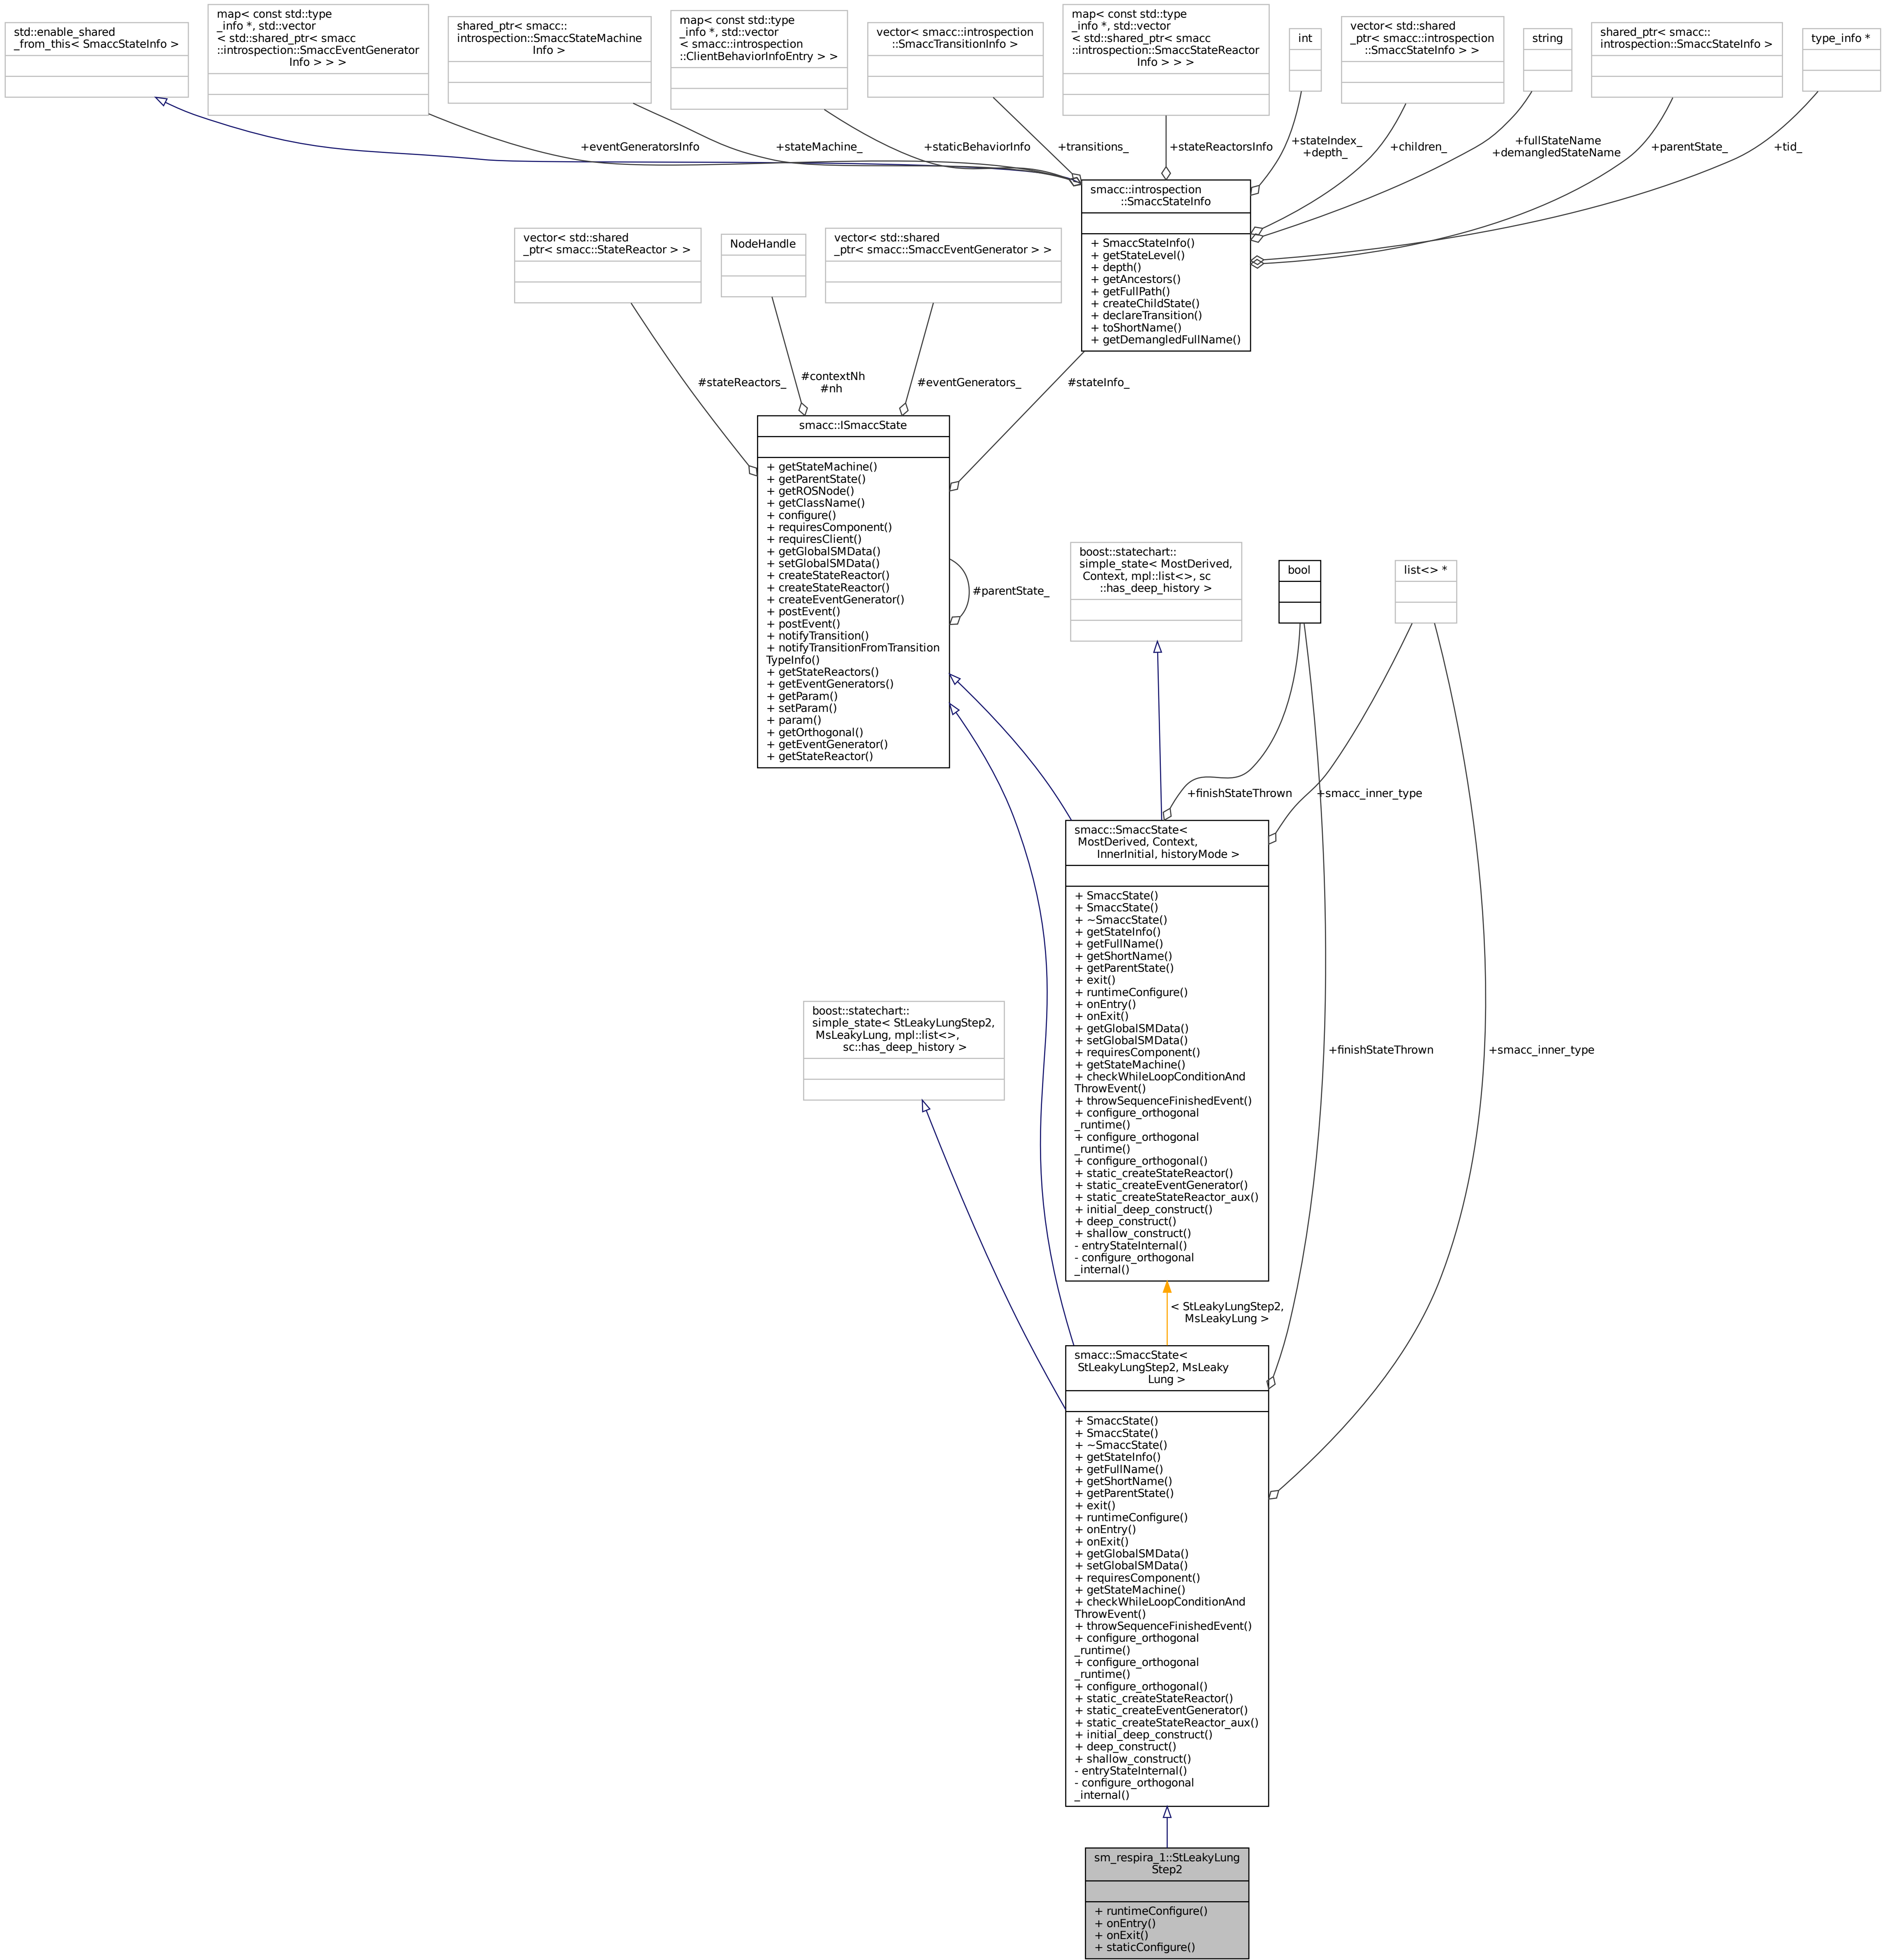 std::enable_shared
_from_this< SmaccStateInfo >
map< const std::type
_info *, std::vector
< std::shared_ptr< smacc
::introspection::SmaccEventGenerator
Info > > >
shared_ptr< smacc::
introspection::SmaccStateMachine
Info >
map< const std::type
_info *, std::vector
< smacc::introspection
::ClientBehaviorInfoEntry > >
vector< smacc::introspection
::SmaccTransitionInfo >
map< const std::type
_info *, std::vector
< std::shared_ptr< smacc
::introspection::SmaccStateReactor
Info > > >
int
vector< std::shared
_ptr< smacc::introspection
::SmaccStateInfo > >
string
shared_ptr< smacc::
introspection::SmaccStateInfo >
type_info *
+eventGeneratorsInfo
+stateMachine_
+staticBehaviorInfo
+transitions_
+stateReactorsInfo
+stateIndex_
+depth_
+children_
+fullStateName
+demangledStateName
+parentState_
+tid_
smacc::introspection
::SmaccStateInfo
+ SmaccStateInfo()
+ getStateLevel()
+ depth()
+ getAncestors()
+ getFullPath()
+ createChildState()
+ declareTransition()
+ toShortName()
+ getDemangledFullName()
vector< std::shared
_ptr< smacc::StateReactor > >
NodeHandle
vector< std::shared
_ptr< smacc::SmaccEventGenerator > >
#stateReactors_
#contextNh
#nh
#eventGenerators_
#stateInfo_
smacc::ISmaccState
+ getStateMachine()
+ getParentState()
+ getROSNode()
+ getClassName()
+ configure()
+ requiresComponent()
+ requiresClient()
+ getGlobalSMData()
+ setGlobalSMData()
+ createStateReactor()
+ createStateReactor()
+ createEventGenerator()
+ postEvent()
+ postEvent()
+ notifyTransition()
+ notifyTransitionFromTransition
TypeInfo()
+ getStateReactors()
+ getEventGenerators()
+ getParam()
+ setParam()
+ param()
+ getOrthogonal()
+ getEventGenerator()
+ getStateReactor()
#parentState_
boost::statechart::
simple_state< MostDerived,
Context, mpl::list<>, sc
::has_deep_history >
bool
list<> *
+finishStateThrown
+smacc_inner_type
smacc::SmaccState<
MostDerived, Context,
InnerInitial, historyMode >
+ SmaccState()
+ SmaccState()
+ ~SmaccState()
+ getStateInfo()
+ getFullName()
+ getShortName()
+ getParentState()
+ exit()
+ runtimeConfigure()
+ onEntry()
+ onExit()
+ getGlobalSMData()
+ setGlobalSMData()
+ requiresComponent()
+ getStateMachine()
+ checkWhileLoopConditionAnd
ThrowEvent()
+ throwSequenceFinishedEvent()
+ configure_orthogonal
_runtime()
+ configure_orthogonal
_runtime()
+ configure_orthogonal()
+ static_createStateReactor()
+ static_createEventGenerator()
+ static_createStateReactor_aux()
+ initial_deep_construct()
+ deep_construct()
+ shallow_construct()
- entryStateInternal()
- configure_orthogonal
_internal()
boost::statechart::
simple_state< StLeakyLungStep2,
MsLeakyLung, mpl::list<>,
sc::has_deep_history >
+finishStateThrown
+smacc_inner_type
< StLeakyLungStep2,
MsLeakyLung >
smacc::SmaccState<
StLeakyLungStep2, MsLeaky
Lung >
+ SmaccState()
+ SmaccState()
+ ~SmaccState()
+ getStateInfo()
+ getFullName()
+ getShortName()
+ getParentState()
+ exit()
+ runtimeConfigure()
+ onEntry()
+ onExit()
+ getGlobalSMData()
+ setGlobalSMData()
+ requiresComponent()
+ getStateMachine()
+ checkWhileLoopConditionAnd
ThrowEvent()
+ throwSequenceFinishedEvent()
+ configure_orthogonal
_runtime()
+ configure_orthogonal
_runtime()
+ configure_orthogonal()
+ static_createStateReactor()
+ static_createEventGenerator()
+ static_createStateReactor_aux()
+ initial_deep_construct()
+ deep_construct()
+ shallow_construct()
- entryStateInternal()
- configure_orthogonal
_internal()
sm_respira_1::StLeakyLung
Step2
+ runtimeConfigure()
+ onEntry()
+ onExit()
+ staticConfigure()